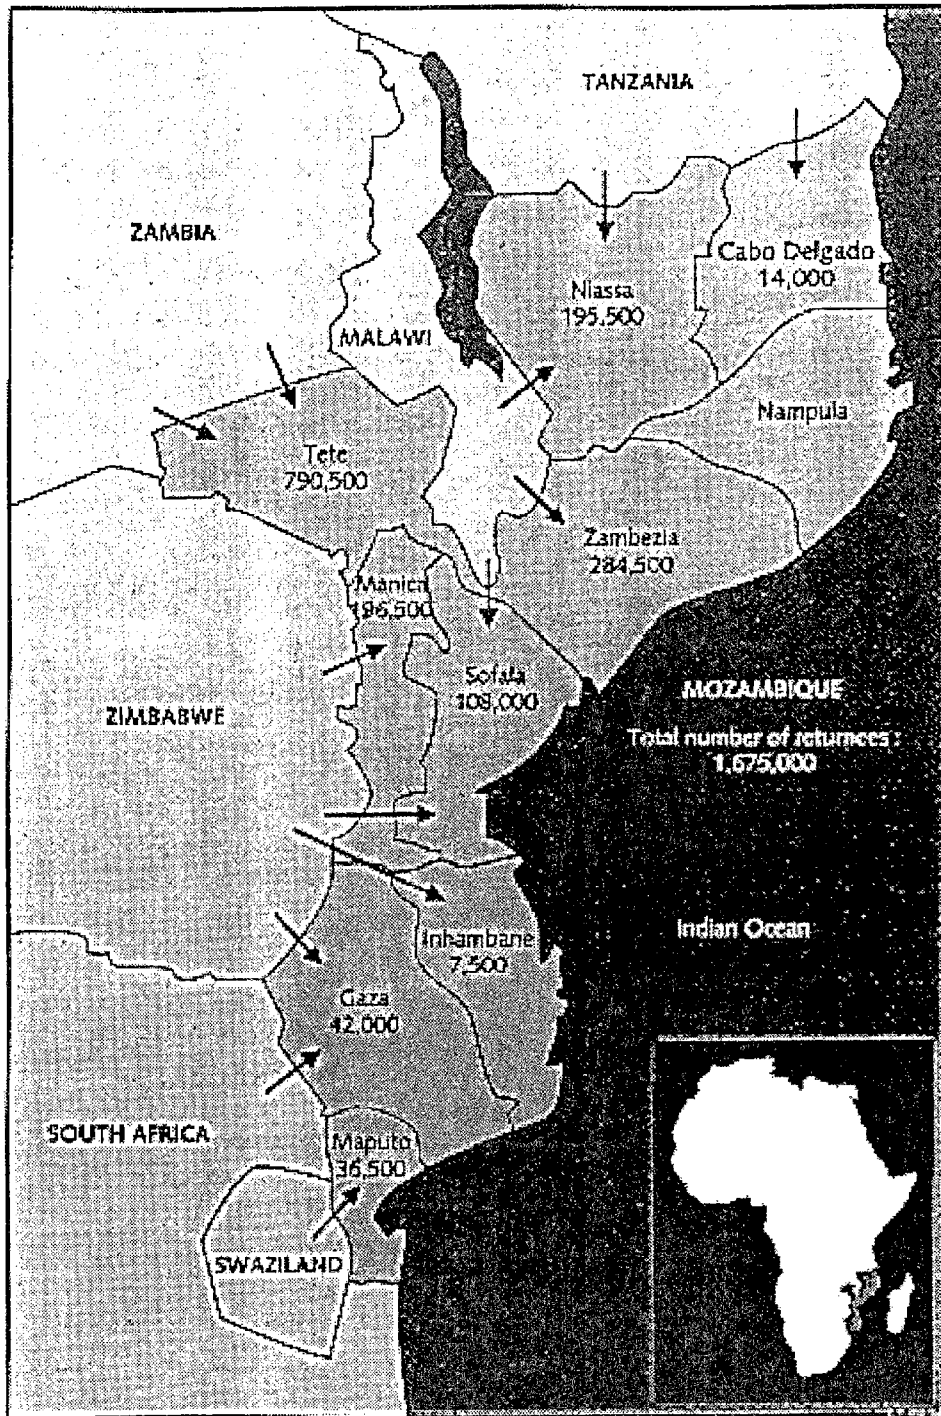 TANZANIA
ZAMBIA
Cabo Delgado
14,000
Niassa
195,500
MALAWI
Nampula
Tete
790,500
Zambezia
284,500
Manica
196,500
Sofala
108,000
MOZAMBIQUE
Total number of returnees :
1,675,000
ZIMBABWE
Indian Ocean
Inhambane
7,500
Gaza
42,000
SOUTH AFRICA
Maputo
36,500
SWAZILAND